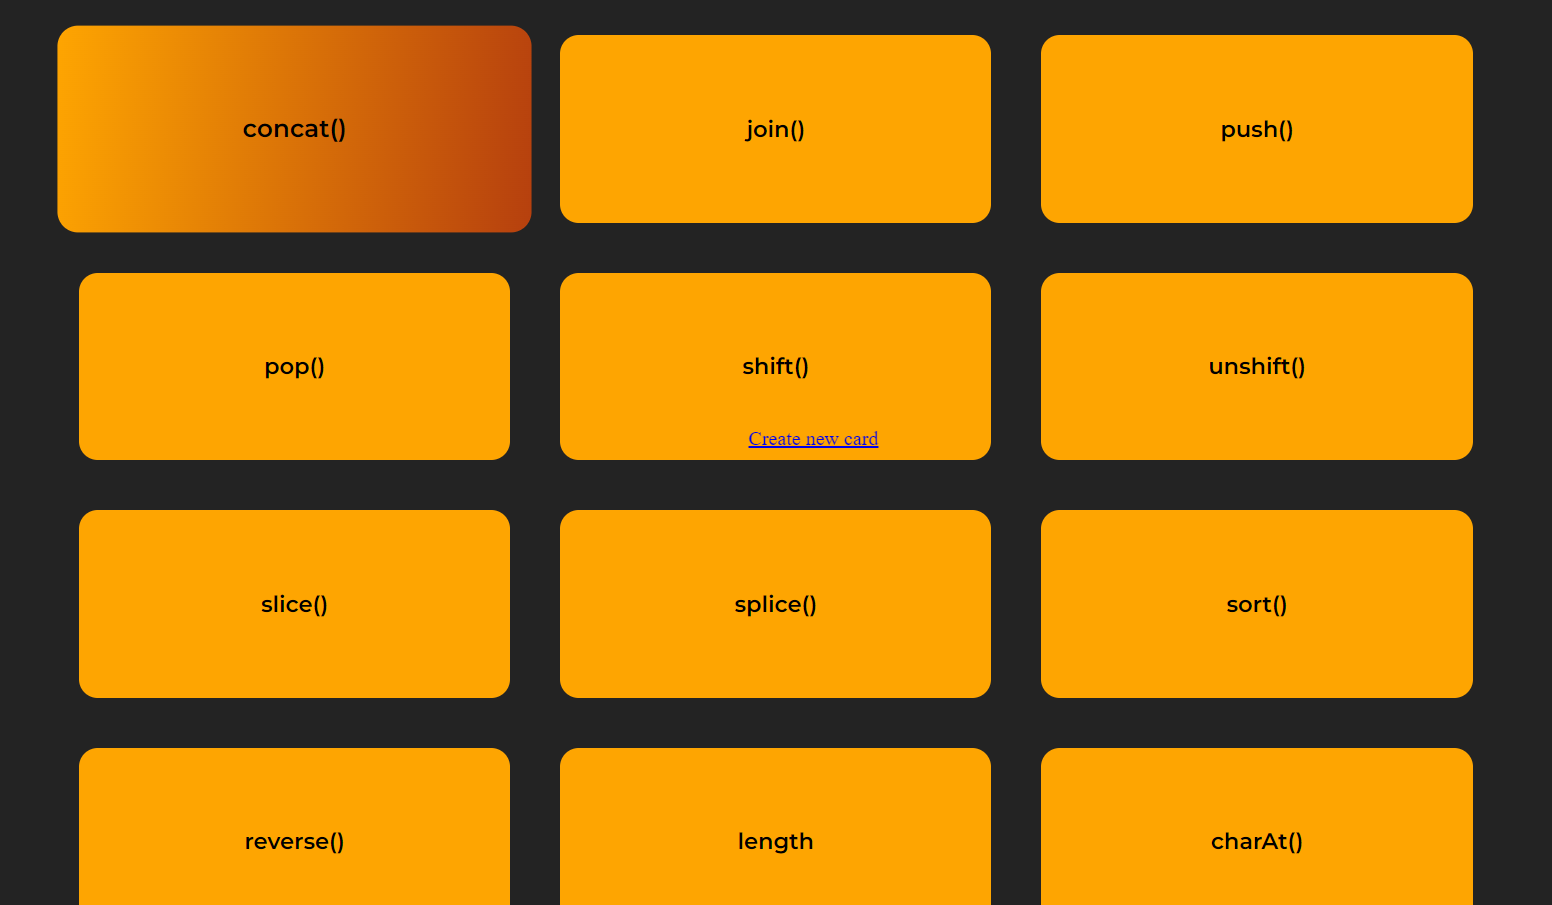 concat()
join()
push()
pop()
shift()
unshift()
Create new card
slice()
splice()
sort()
reverse()
length
charAt()